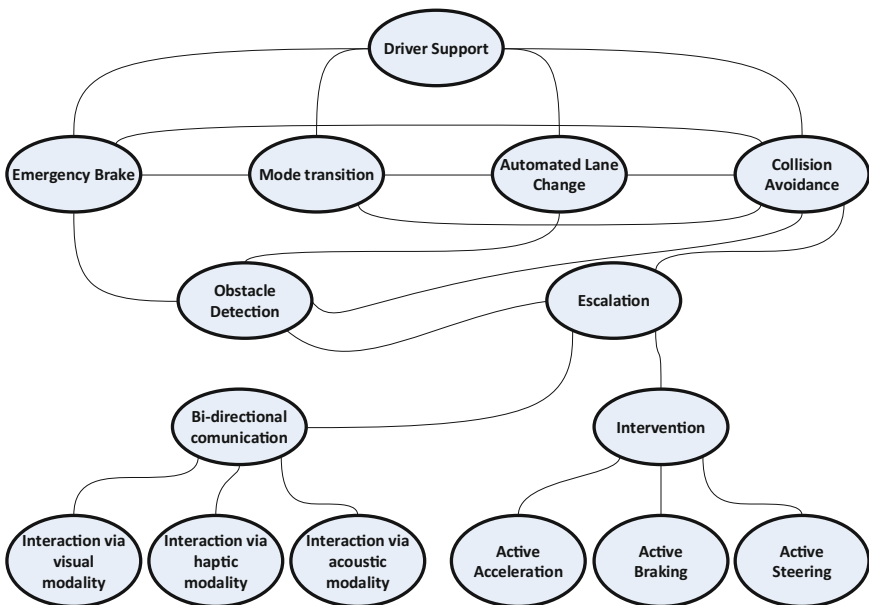 Driver Support
Emergency Brake
Mode transition
Automated Lane
Change
Collision
Avoidance
Obstacle
Detection
Escalation
Bi-directional
comunication
Intervention
Interaction via
visual
modality
Interaction via
haptic
modality
Interaction via
acoustic
modality
Active
Acceleration
Active
Braking
Active
Steering